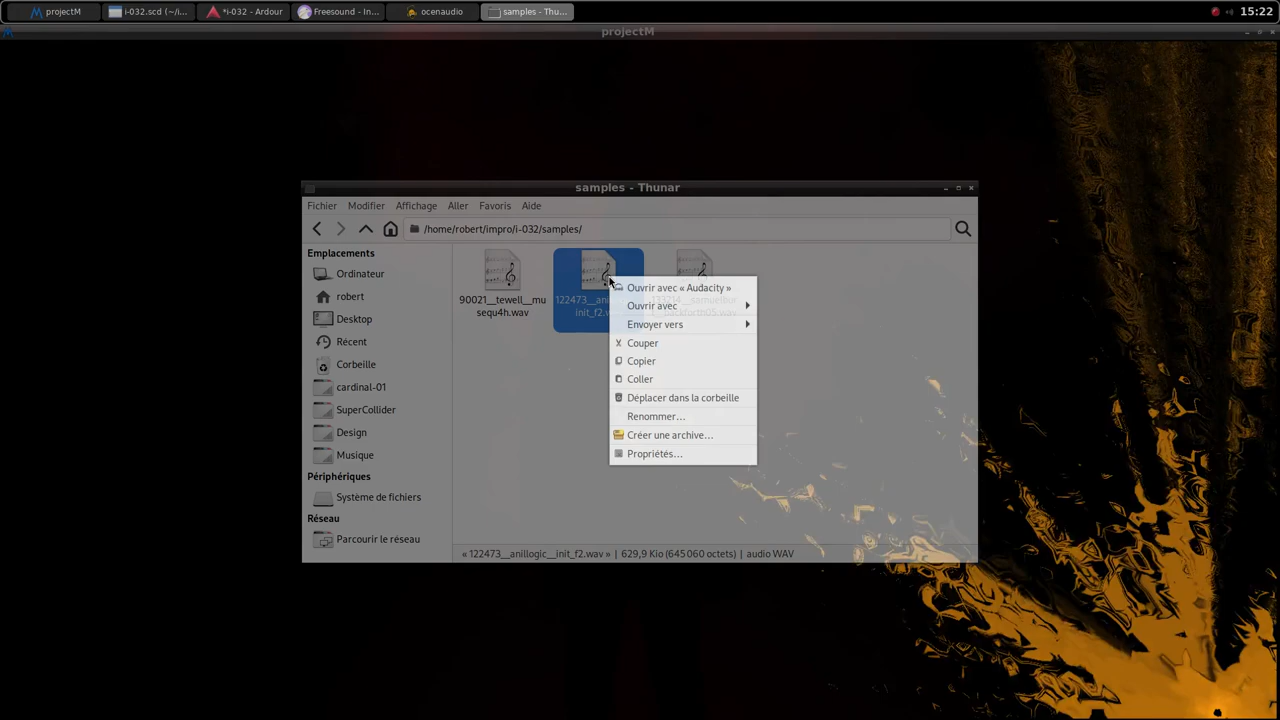 projectM
i-032.scd (~/i...
*i-032 - Ardour
Freesound - In...
ocenaudio
samples - Thu...
15:22
projectM
samples - Thunar
Fichier
Modifier
Affichage
Aller
Favoris
Aide
/home/robert/impro/i-032/samples/
Emplacements
Ordinateur
robert
Desktop
Récent
Corbeille
cardinal-01
SuperCollider
Design
Musique
Périphériques
Système de fichiers
Réseau
Parcourir le réseau
90021__tewell__mu
sequ4h.wav
Ouvrir avec « Audacity »
Ouvrir avec
Envoyer vers
Couper
Copier
Coller
Déplacer dans la corbeille
Renommer...
Créer une archive...
Propriétés...
« 122473__anillogic__init_f2.wav » | 629,9 Kio (645 060 octets) | audio WAV